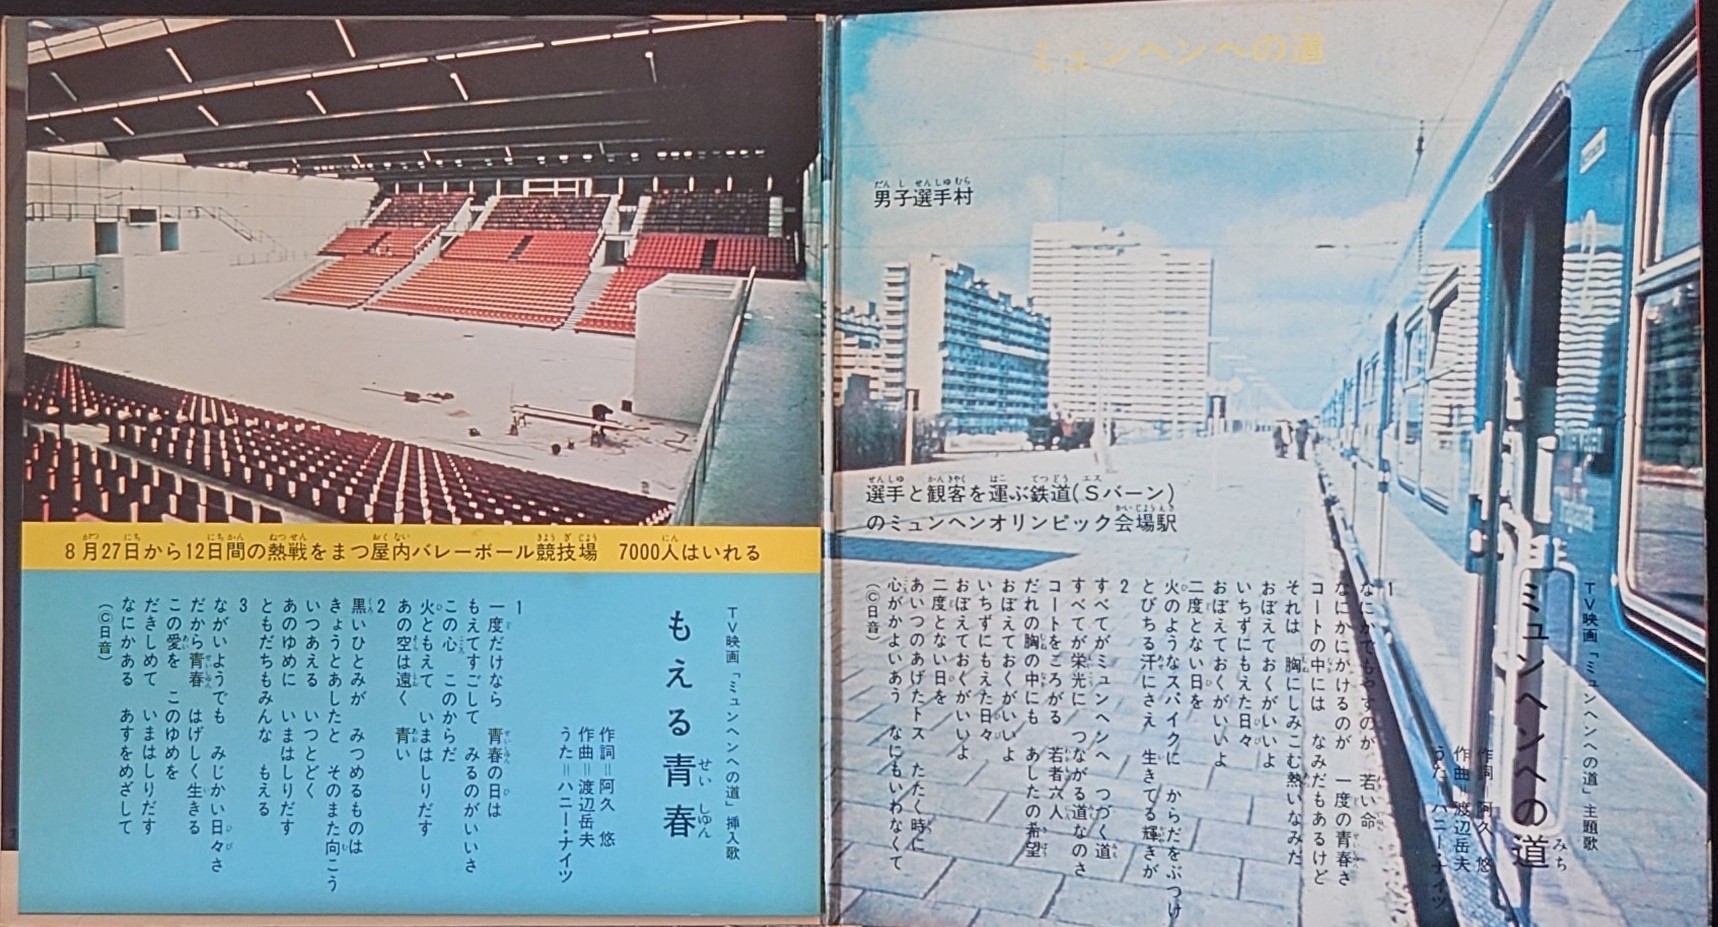 ミュンヘンへの道
男子選手村
選手と観客を運ぶ鉄道(Sバーン)
のミュンヘンオリンピック会場駅
TV映画「ミュンヘンへの道」主題歌
ミュンヘンへの道
作詞＝阿久 悠
作曲＝渡辺岳夫
うた＝ハニー・ナイツ
1
なにかでもやすのが 若い命
なにかにかけるのが 一度の青春さ
コートの中には なみだもあるけど
それは 胸にしみこむ熱いなみだ
おぼえておくがいいよ
いちずにもえた日々
おぼえておくがいいよ
二度とない日を
火のようなスパイクに からだをぶつけ
とびちる汗にさえ 生きてる輝きが
2
すべてがミュンヘンへ つづく道
すべてが栄光に つながる道なのさ
コートをころがる 若者六人
だれの胸の中にも あしたの希望
おぼえておくがいいよ
いちずにもえた日々
おぼえておくがいいよ
二度とない日を
あいつのあげたトス たたく時に
心がかよいあう なにもいわなくて
(©日音)
8月27日から12日間の熱戦をまつ屋内バレーボール競技場 7000人はいれる
TV映画「ミュンヘンへの道」挿入歌
もえる青春
作詞＝阿久 悠
作曲＝渡辺岳夫
うた＝ハニー・ナイツ
1
一度だけなら 青春の日は
もえてすごして みるのがいいさ
この心 このからだ
火ともえて いまはしりだす
あの空は遠く 青い
2
黒いひとみが みつめるものは
きょうとあしたと そのまた向こう
いつあえる いつとどく
あのゆめに いまはしりだす
ともだちもみんな もえる
3
ながいようでも みじかい日々さ
だから青春 はげしく生きる
この愛を このゆめを
だきしめて いまはしりだす
なにかある あすをめざして
(©日音)